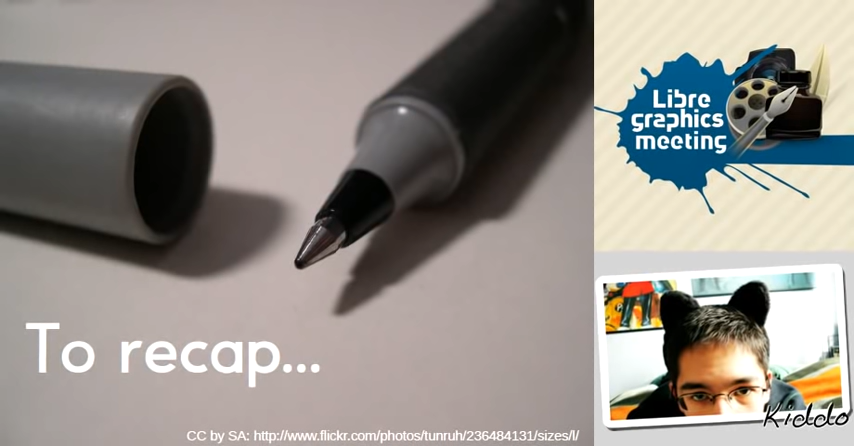 To recap...
CC by SA: http://www.flickr.com/photos/tunruh/236484131/sizes/l/
Libre
graphics
meeting
Kiddo